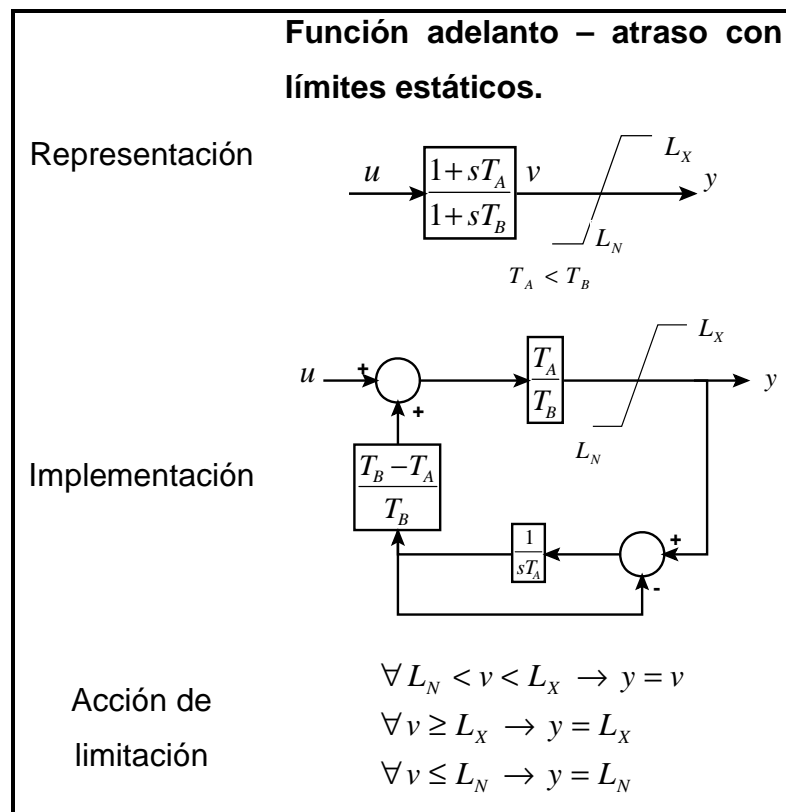 Función adelanto – atraso con
límites estáticos.
Representación
u
1 + sT_A
1 + sT_B
v
L_X
L_N
y
T_A < T_B
Implementación
u
+
+
T_A
T_B
L_X
L_N
y
T_B − T_A
T_B
1
sT_A
+
-
Acción de
limitación
∀ L_N < v < L_X → y = v
∀ v ≥ L_X → y = L_X
∀ v ≤ L_N → y = L_N